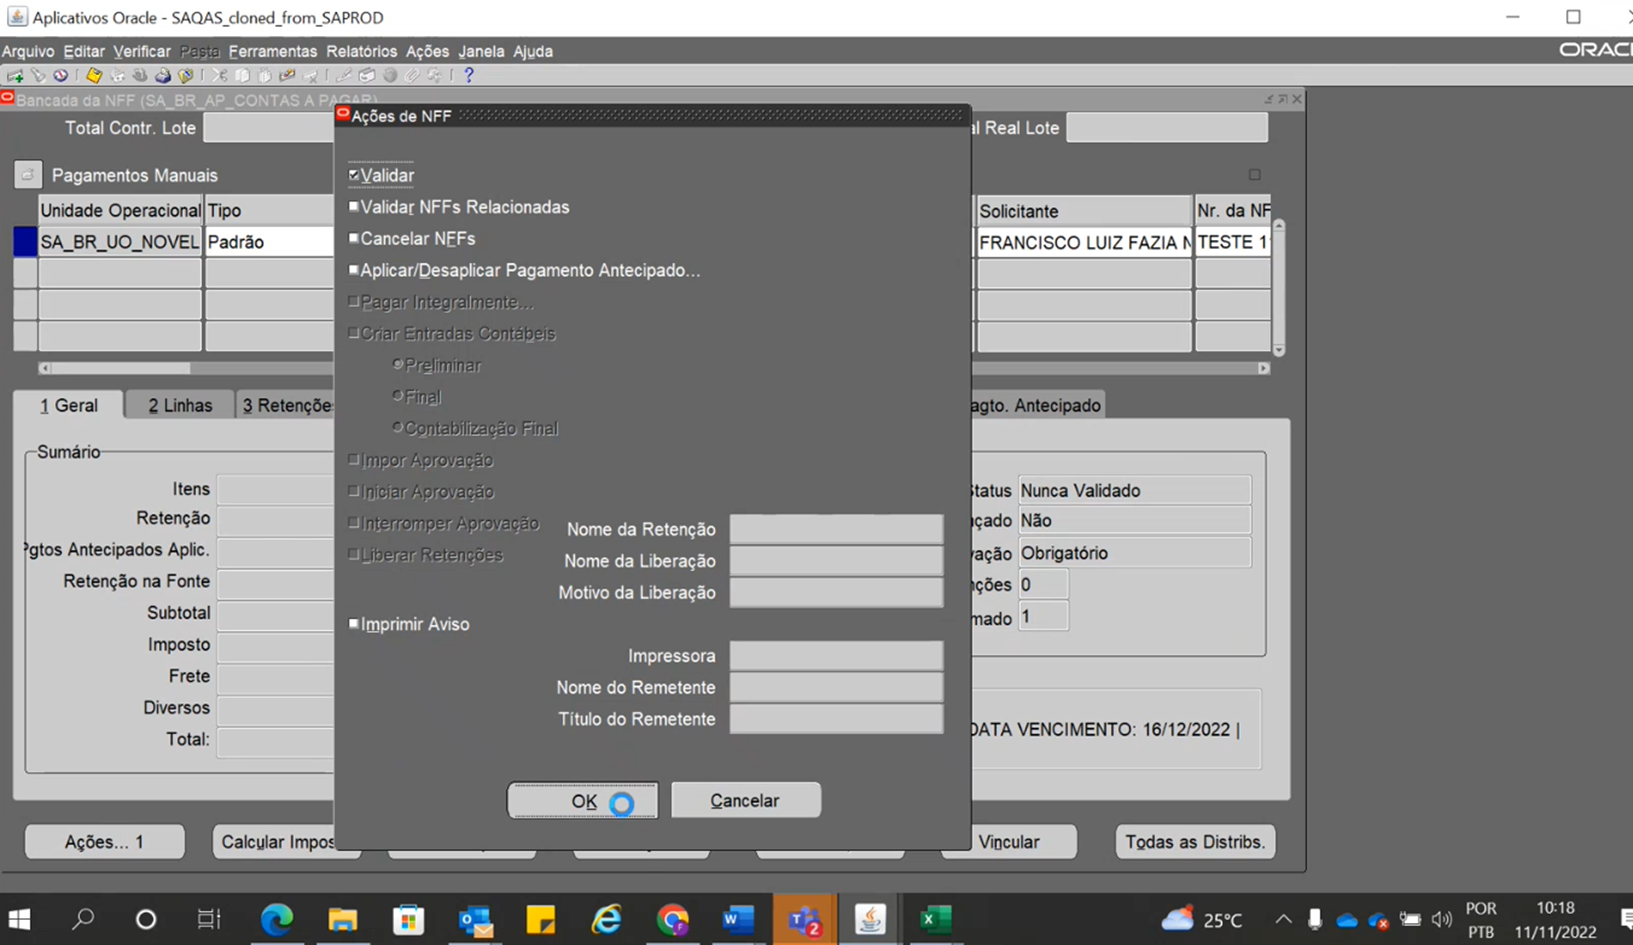 Aplicativos Oracle - SAQAS_cloned_from_SAPROD
Arquivo Editar Verificar Pasta Ferramentas Relatórios Ações Janela Ajuda
Bancada da NFF (SA_BR_AP_CONTAS A PAGAR)
Ações de NFF
Total Contr. Lote
Real Lote
Validar
Pagamentos Manuais
Validar NFFs Relacionadas
Unidade Operacional Tipo
Solicitante Nr. da NF
Cancelar NFFs
SA_BR_UO_NOVEL Padrão
FRANCISCO LUIZ FAZIA N TESTE 1
Aplicar/Desaplicar Pagamento Antecipado...
Pagar Integralmente...
Criar Entradas Contábeis
Preliminar
Final
Contabilização Final
1 Geral 2 Linhas 3 Retençõe
agto. Antecipado
Sumário
Impor Aprovação
Itens
Iniciar Aprovação
Status Nunca Validado
Retenção
Interromper Aprovação
Nome da Retenção
çado Não
Pgtos Antecipados Aplic.
Liberar Retenções
Nome da Liberação
vação Obrigatório
Retenção na Fonte
Motivo da Liberação
nções 0
Subtotal
Imprimir Aviso
mado 1
Imposto
Impressora
Frete
Nome do Remetente
Diversos
Título do Remetente
Total:
DATA VENCIMENTO: 16/12/2022 |
OK Cancelar
Ações... 1 Calcular Impos
Vincular Todas as Distribs.
2
25°C
POR
PTB
10:18
11/11/2022